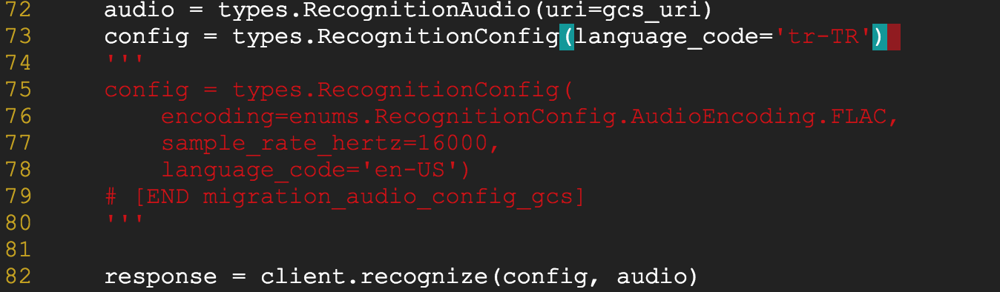 72     audio = types.RecognitionAudio(uri=gcs_uri)
73     config = types.RecognitionConfig(language_code='tr-TR')
74     '''
75     config = types.RecognitionConfig(
76         encoding=enums.RecognitionConfig.AudioEncoding.FLAC,
77         sample_rate_hertz=16000,
78         language_code='en-US')
79     # [END migration_audio_config_gcs]
80     '''
81
82     response = client.recognize(config, audio)